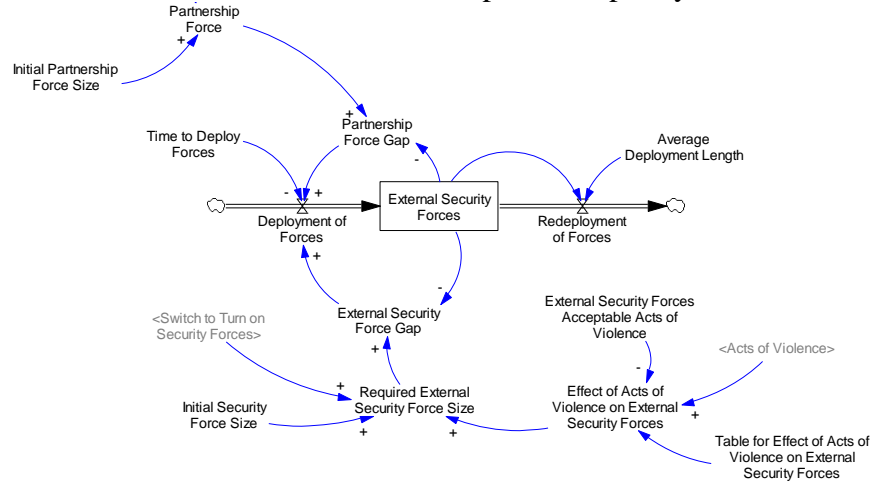 Partnership
Force
Initial Partnership
Force Size
Time to Deploy
Forces
Partnership
Force Gap
Average
Deployment Length
External Security
Forces
Deployment of
Forces
Redeployment
of Forces
External Security
Force Gap
External Security Forces
Acceptable Acts of
Violence
<Switch to Turn on
Security Forces>
<Acts of Violence>
Required External
Security Force Size
Effect of Acts of
Violence on External
Security Forces
Initial Security
Force Size
Table for Effect of Acts of
Violence on External
Security Forces